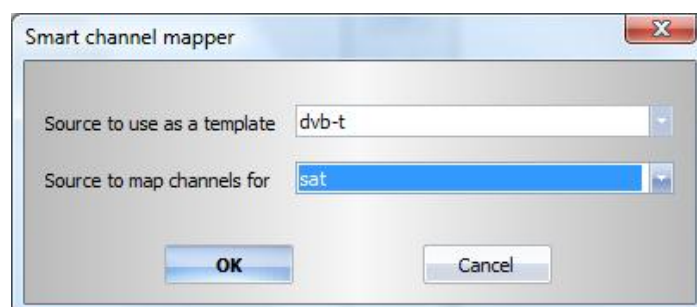 Smart channel mapper
Source to use as a template dvb-t
Source to map channels for sat
OK Cancel